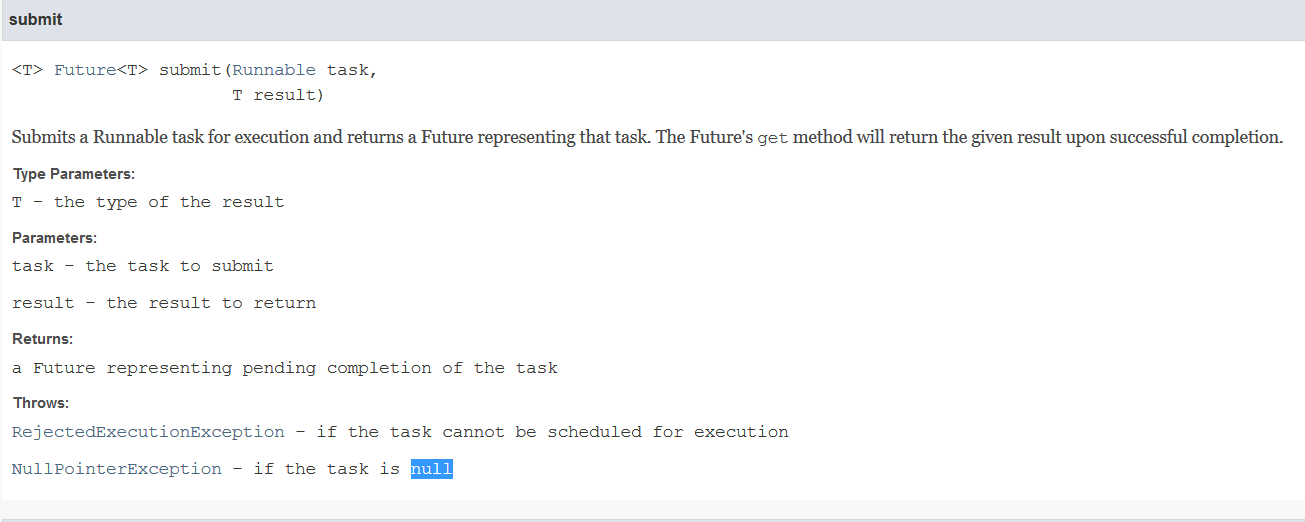 submit
<T> Future<T> submit(Runnable task,
T result)
Submits a Runnable task for execution and returns a Future representing that task. The Future's get method will return the given result upon successful completion.
Type Parameters:
T - the type of the result
Parameters:
task - the task to submit
result - the result to return
Returns:
a Future representing pending completion of the task
Throws:
RejectedExecutionException - if the task cannot be scheduled for execution
NullPointerException - if the task is null